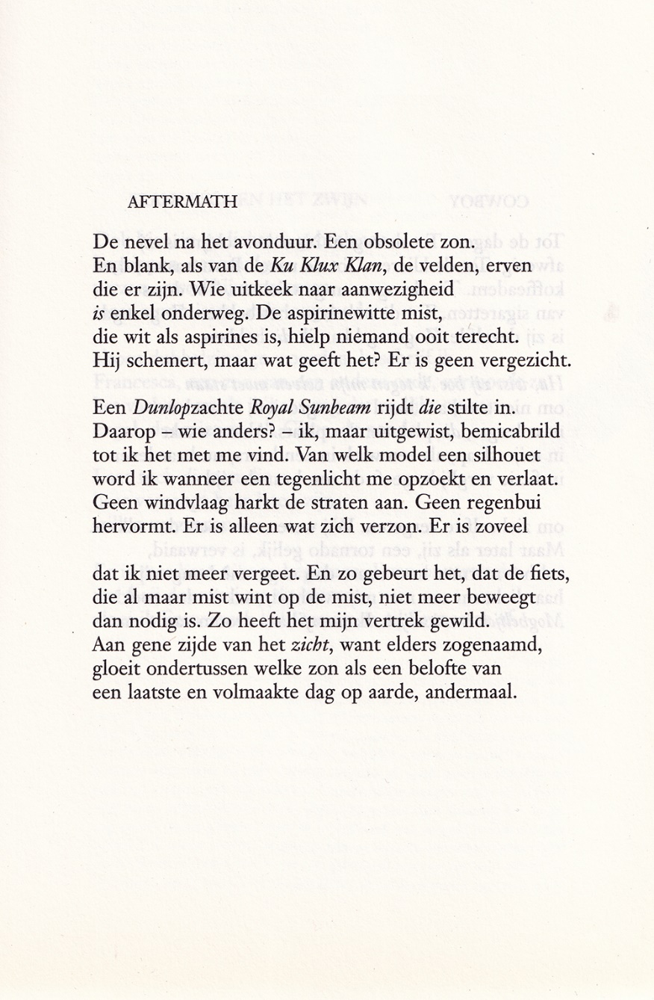 AFTERMATH
De nevel na het avonduur. Een obsolete zon.
En blank, als van de Ku Klux Klan, de velden, erven
die er zijn. Wie uitkeek naar aanwezigheid
is enkel onderweg. De aspirinewitte mist,
die wit als aspirines is, hielp niemand ooit terecht.
Hij schemert, maar wat geeft het? Er is geen vergezicht.
Een Dunlopzachte Royal Sunbeam rijdt die stilte in.
Daarop – wie anders? – ik, maar uitgewist, bemicabrild
tot ik het met me vind. Van welk model een silhouet
word ik wanneer een tegenlicht me opzoekt en verlaat.
Geen windvlaag harkt de straten aan. Geen regenbui
hervormt. Er is alleen wat zich verzon. Er is zoveel
dat ik niet meer vergeet. En zo gebeurt het, dat de fiets,
die al maar mist wint op de mist, niet meer beweegt
dan nodig is. Zo heeft het mijn vertrek gewild.
Aan gene zijde van het zicht, want elders zogenaamd,
gloeit ondertussen welke zon als een belofte van
een laatste en volmaakte dag op aarde, andermaal.